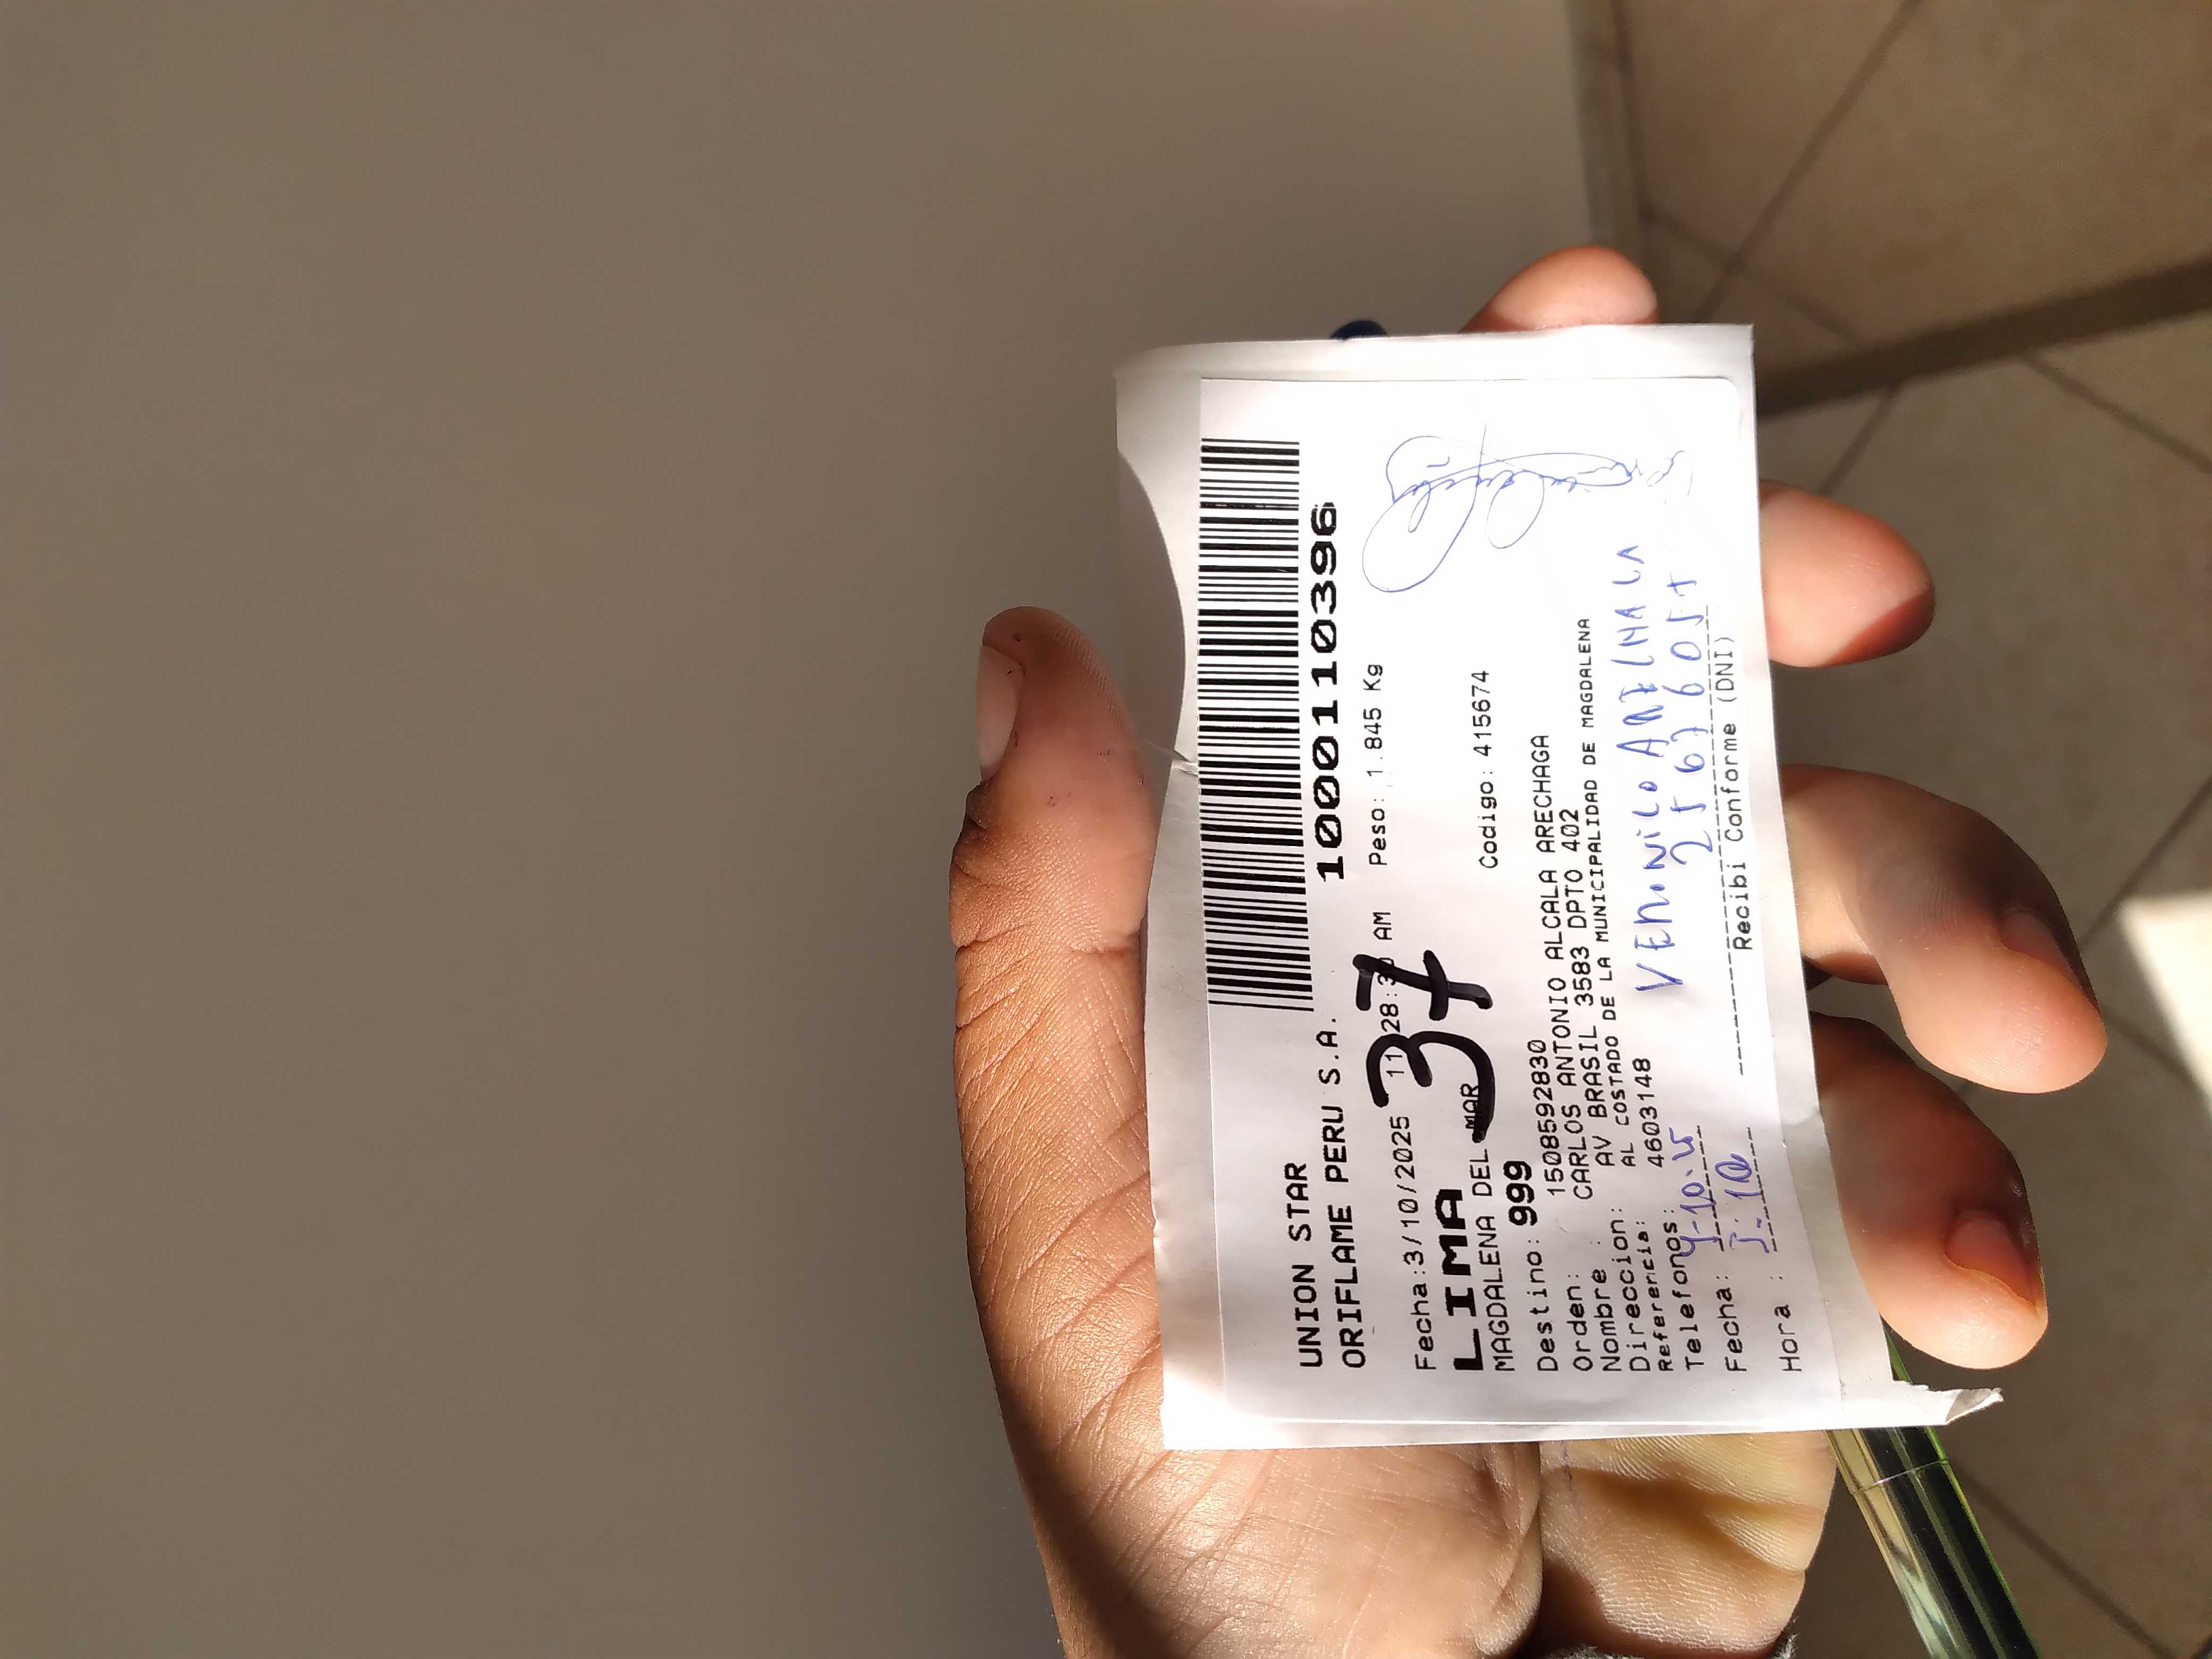 UNION STAR
ORIFLAME PERU S.A. 1000110396
Fecha:3/10/2025 11:28:3 AM Peso: 1.845 Kg
37
LIMA
MAGDALENA DEL MAR Codigo: 415674
Destino: 999
Orden: 1508592830
Nombre : CARLOS ANTONIO ALCALA ARECHAGA
Direccion: AV BRASIL 3583 DPTO 402
Referencia: AL COSTADO DE LA MUNICIPALIDAD DE MAGDALENA
Telefonos: 4603148
Fecha:
Hora :
Recibi Conforme (DNI)